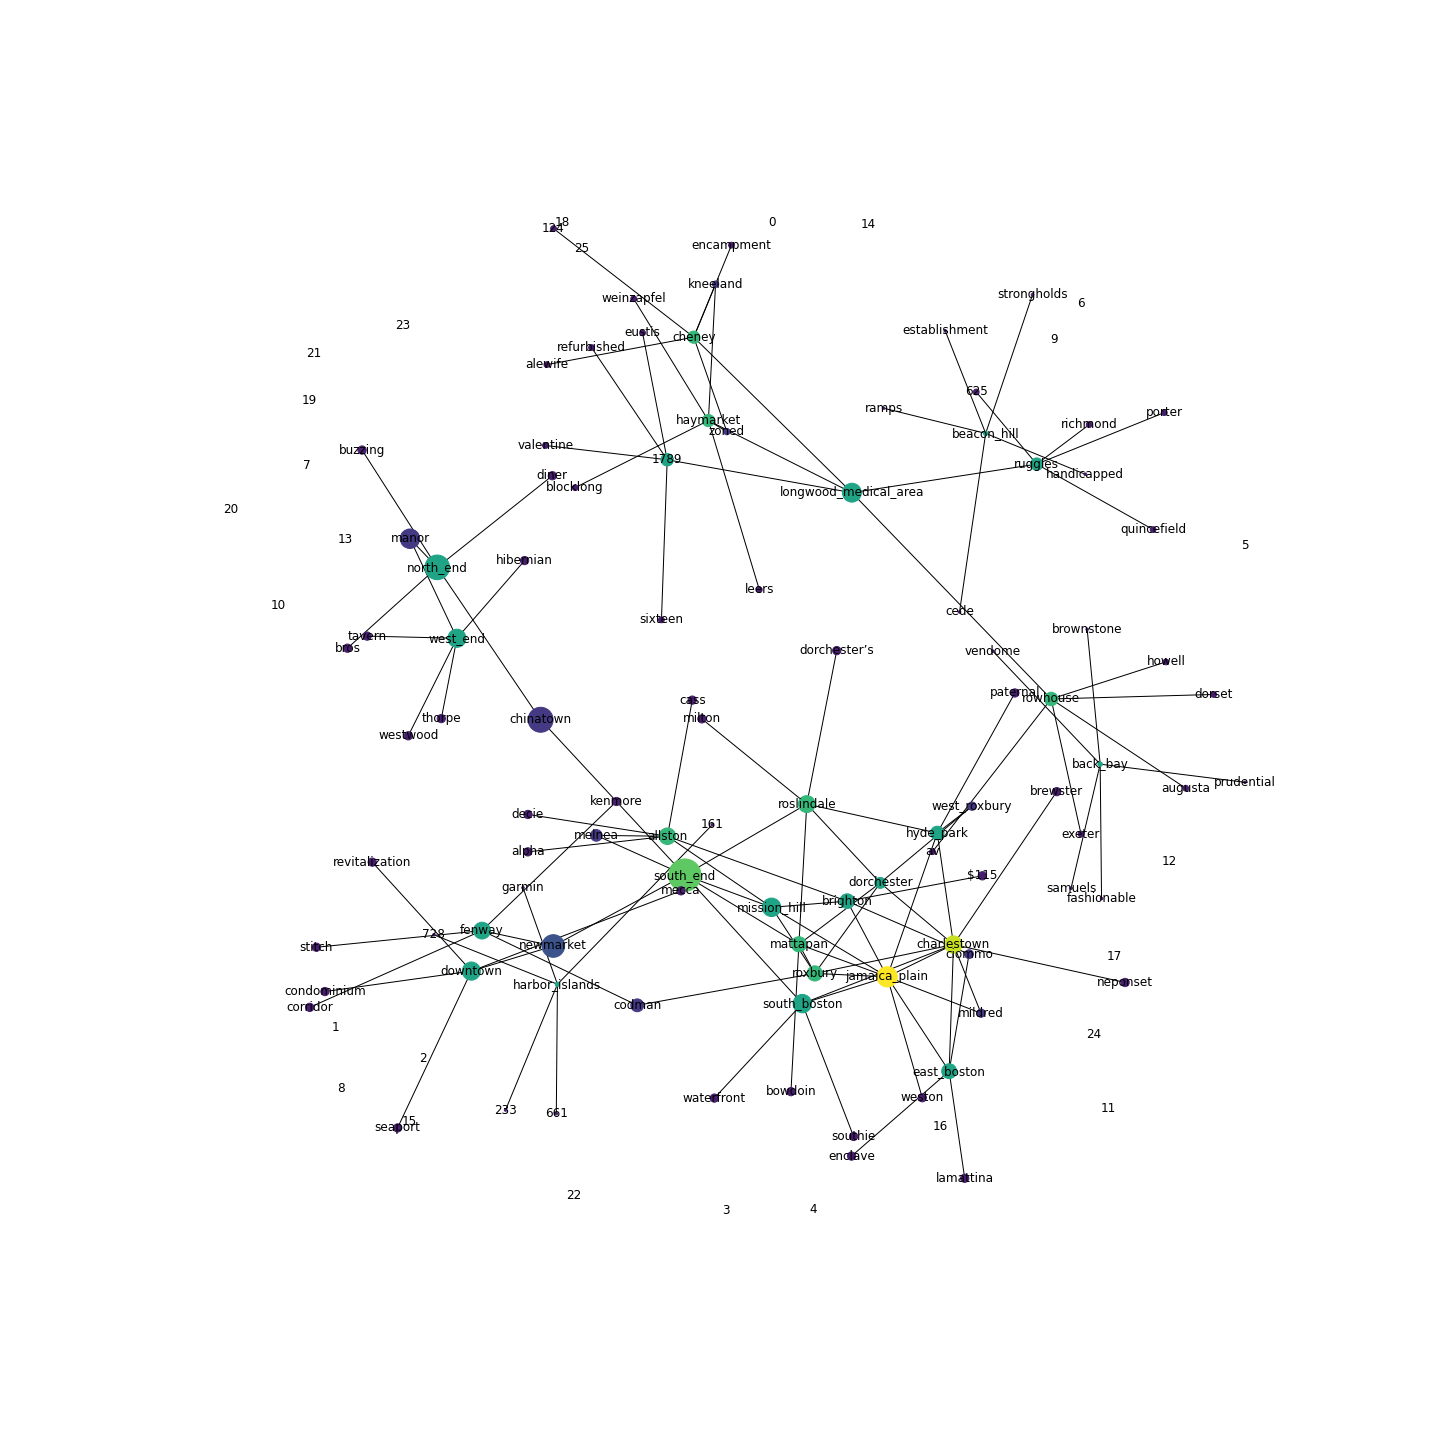 0
18
14
124
encampment
25
kneeland
strongholds
weinzapfel
6
23
establishment
eustis
cheney
9
refurbished
21
alewife
625
19
ramps
porter
haymarket
richmond
zoned
beacon_hill
valentine
buzzing
1789
ruggles
7
diner
handicapped
blocklong
longwood_medical_area
20
quincefield
manor
13
5
hibernian
north_end
leers
10
cede
sixteen
brownstone
tavern
west_end
bros
dorchester’s
vendome
howell
paternal
dorset
cass
rowhouse
thorpe
milton
chinatown
westwood
back_bay
prudential
augusta
brewster
kenmore
roslindale
west_roxbury
decie
161
melnea
allston
hyde_park
exeter
alpha
av
revitalization
12
south_end
$115
dorchester
garmin
mecca
samuels
fashionable
brighton
mission_hill
fenway
728
stitch
newmarket
mattapan
charlestown
ciommo
17
downtown
roxbury
jamaica_plain
neponset
harbor_islands
condominium
corridor
codman
south_boston
mildred
1
24
2
east_boston
8
waterfront
bowdoin
weston
11
233
661
15
seaport
16
southie
enclave
lamattina
22
3
4